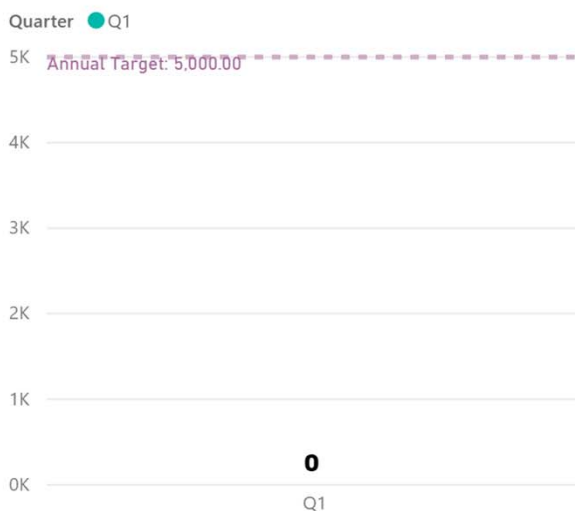 Quarter Q1
5K
Annual Target: 5,000.00
4K
3K
2K
1K
0
0K
Q1